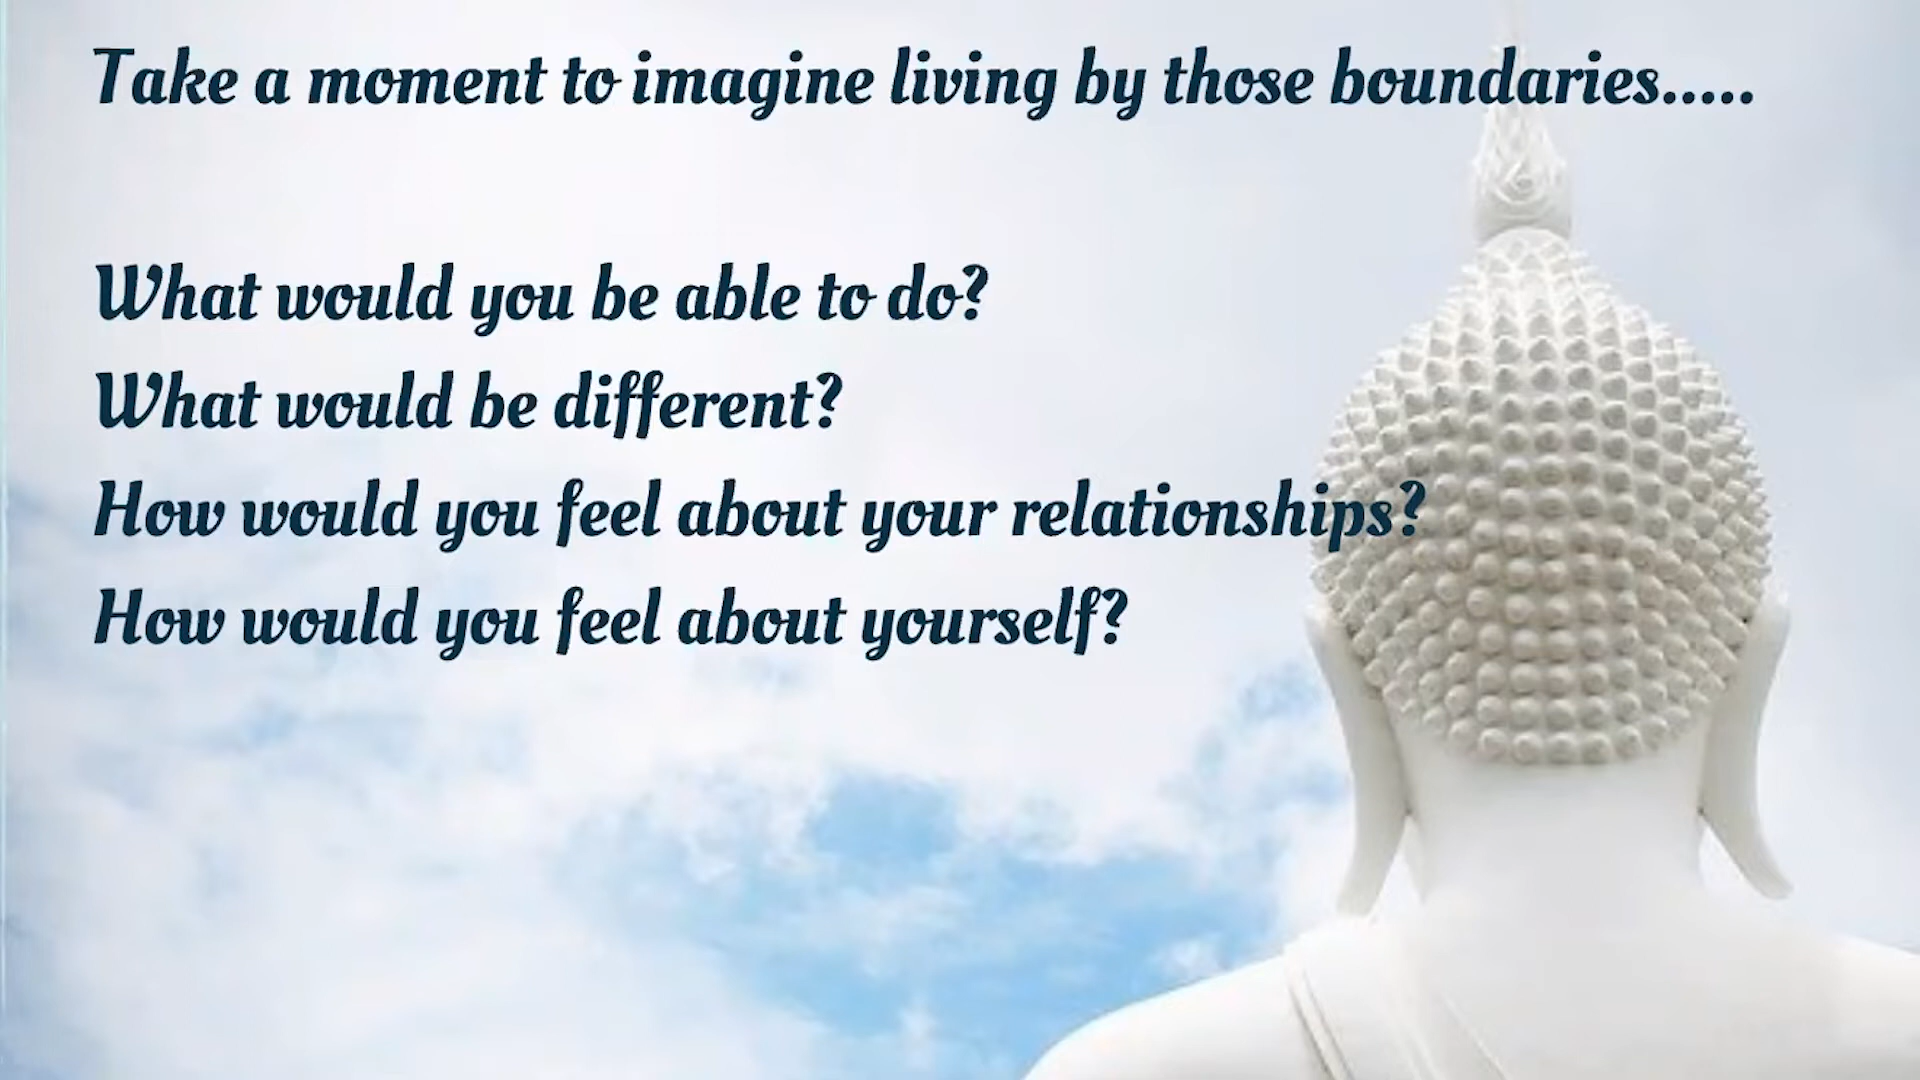 Take a moment to imagine living by those boundaries.....
What would you be able to do?
What would be different?
How would you feel about your relationships?
How would you feel about yourself?